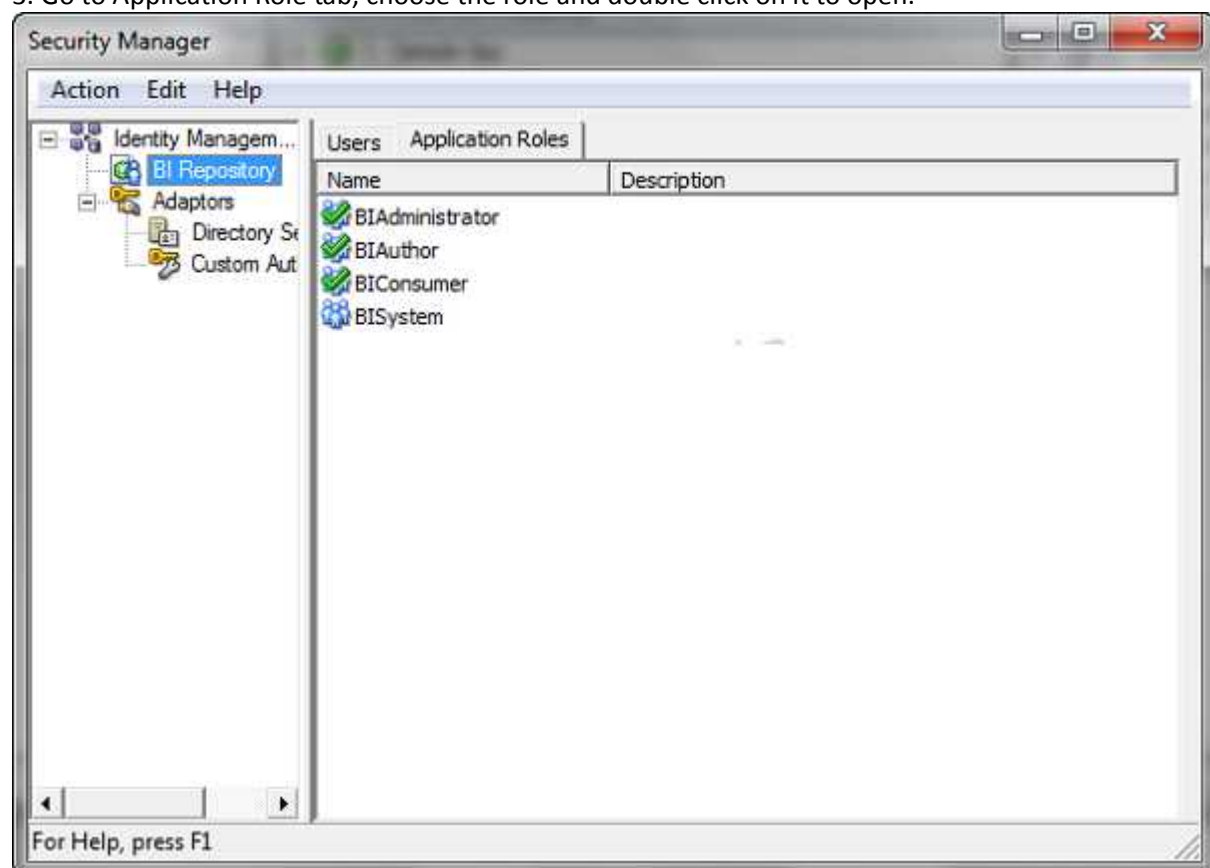 3. Go to Application Role tab, choose the role and double click on it to open.
Security Manager
Action Edit Help
Identity Managem...
BI Repository
Adaptors
Directory Se
Custom Aut
Users Application Roles
Name Description
BIAdministrator
BIAuthor
BIConsumer
BISystem
For Help, press F1